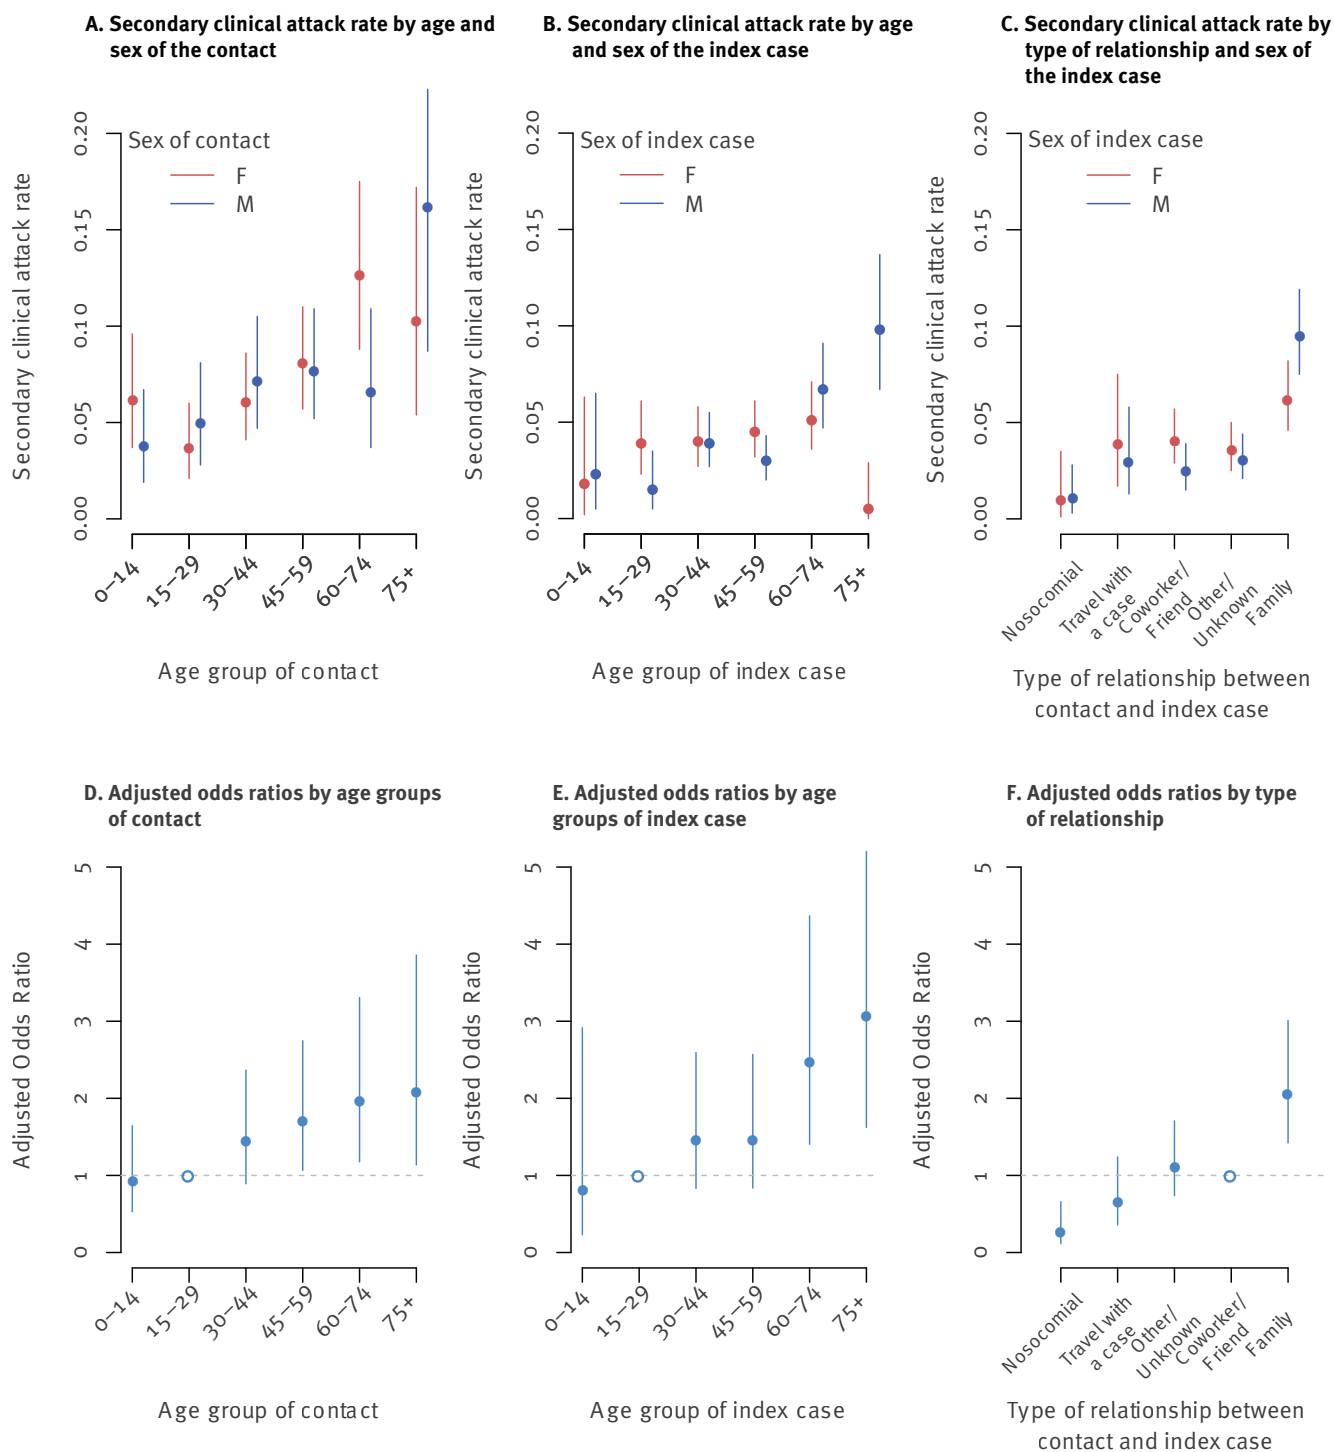 A. Secondary clinical attack rate by age and
sex of the contact
Secondary clinical attack rate
0.00
0.05
0.10
0.15
0.20
Sex of contact
F
M
0–14
15–29
30–44
45–59
60–74
75+
Age group of contact
B. Secondary clinical attack rate by age
and sex of the index case
Secondary clinical attack rate
0.00
0.05
0.10
0.15
0.20
Sex of index case
F
M
0–14
15–29
30–44
45–59
60–74
75+
Age group of index case
C. Secondary clinical attack rate by
type of relationship and sex of
the index case
Secondary clinical attack rate
0.00
0.05
0.10
0.15
0.20
Sex of index case
F
M
Nosocomial
Travel with
a case
Coworker/
Friend
Other/
Unknown
Family
Type of relationship between
contact and index case
D. Adjusted odds ratios by age groups
of contact
Adjusted Odds Ratio
0
1
2
3
4
5
0–14
15–29
30–44
45–59
60–74
75+
Age group of contact
E. Adjusted odds ratios by age
groups of index case
Adjusted Odds Ratio
0
1
2
3
4
5
0–14
15–29
30–44
45–59
60–74
75+
Age group of index case
F. Adjusted odds ratios by type
of relationship
Adjusted Odds Ratio
0
1
2
3
4
5
Nosocomial
Travel with
a case
Other/
Unknown
Coworker/
Friend
Family
Type of relationship between
contact and index case